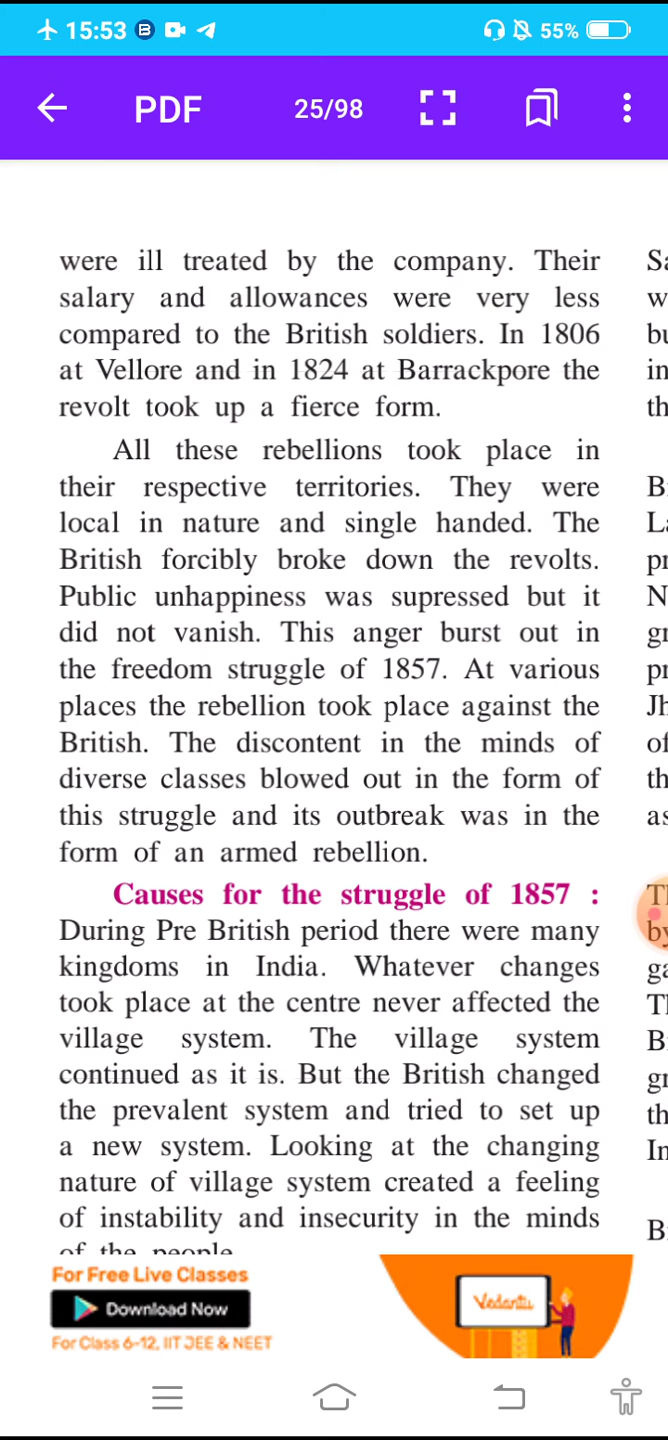 15:53
55%
PDF 25/98
were ill treated by the company. Their
salary and allowances were very less
compared to the British soldiers. In 1806
at Vellore and in 1824 at Barrackpore the
revolt took up a fierce form.
All these rebellions took place in
their respective territories. They were
local in nature and single handed. The
British forcibly broke down the revolts.
Public unhappiness was supressed but it
did not vanish. This anger burst out in
the freedom struggle of 1857. At various
places the rebellion took place against the
British. The discontent in the minds of
diverse classes blowed out in the form of
this struggle and its outbreak was in the
form of an armed rebellion.
Causes for the struggle of 1857 :
During Pre British period there were many
kingdoms in India. Whatever changes
took place at the centre never affected the
village system. The village system
continued as it is. But the British changed
the prevalent system and tried to set up
a new system. Looking at the changing
nature of village system created a feeling
of instability and insecurity in the minds
of the people
For Free Live Classes
Download Now
For Class 6-12, IIT JEE & NEET
Vedantu